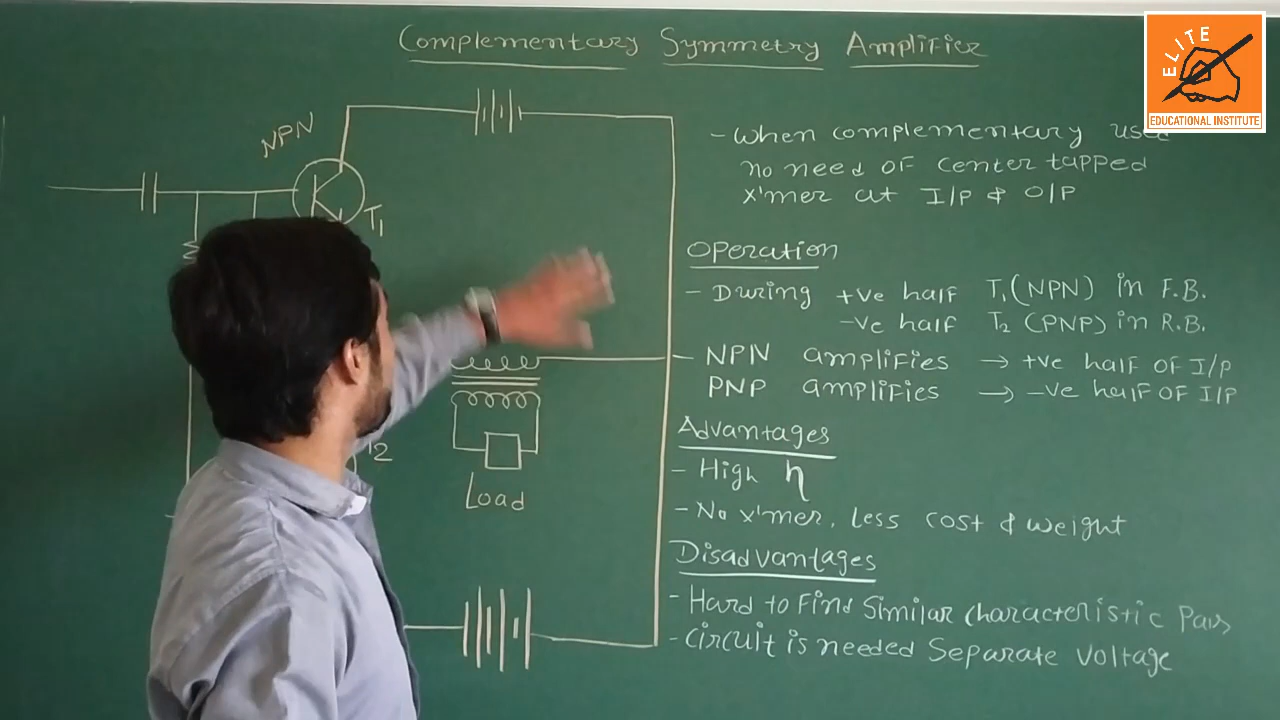 Complementary Symmetry Amplifier
ELITE
EDUCATIONAL INSTITUTE
NPN
T1
- When complementary used
no need of center tapped
x'mer at I/P & O/P
Operation
- During +ve half T1 (NPN) in F.B.
-ve half T2 (PNP) in R.B.
- NPN amplifies → +ve half of I/P
PNP amplifies → -ve half of I/P
Advantages
- High η
- No x'mer, less cost & weight
Disadvantages
- Hard to find similar characteristic pairs
- Circuit is needed separate voltage
2
Load